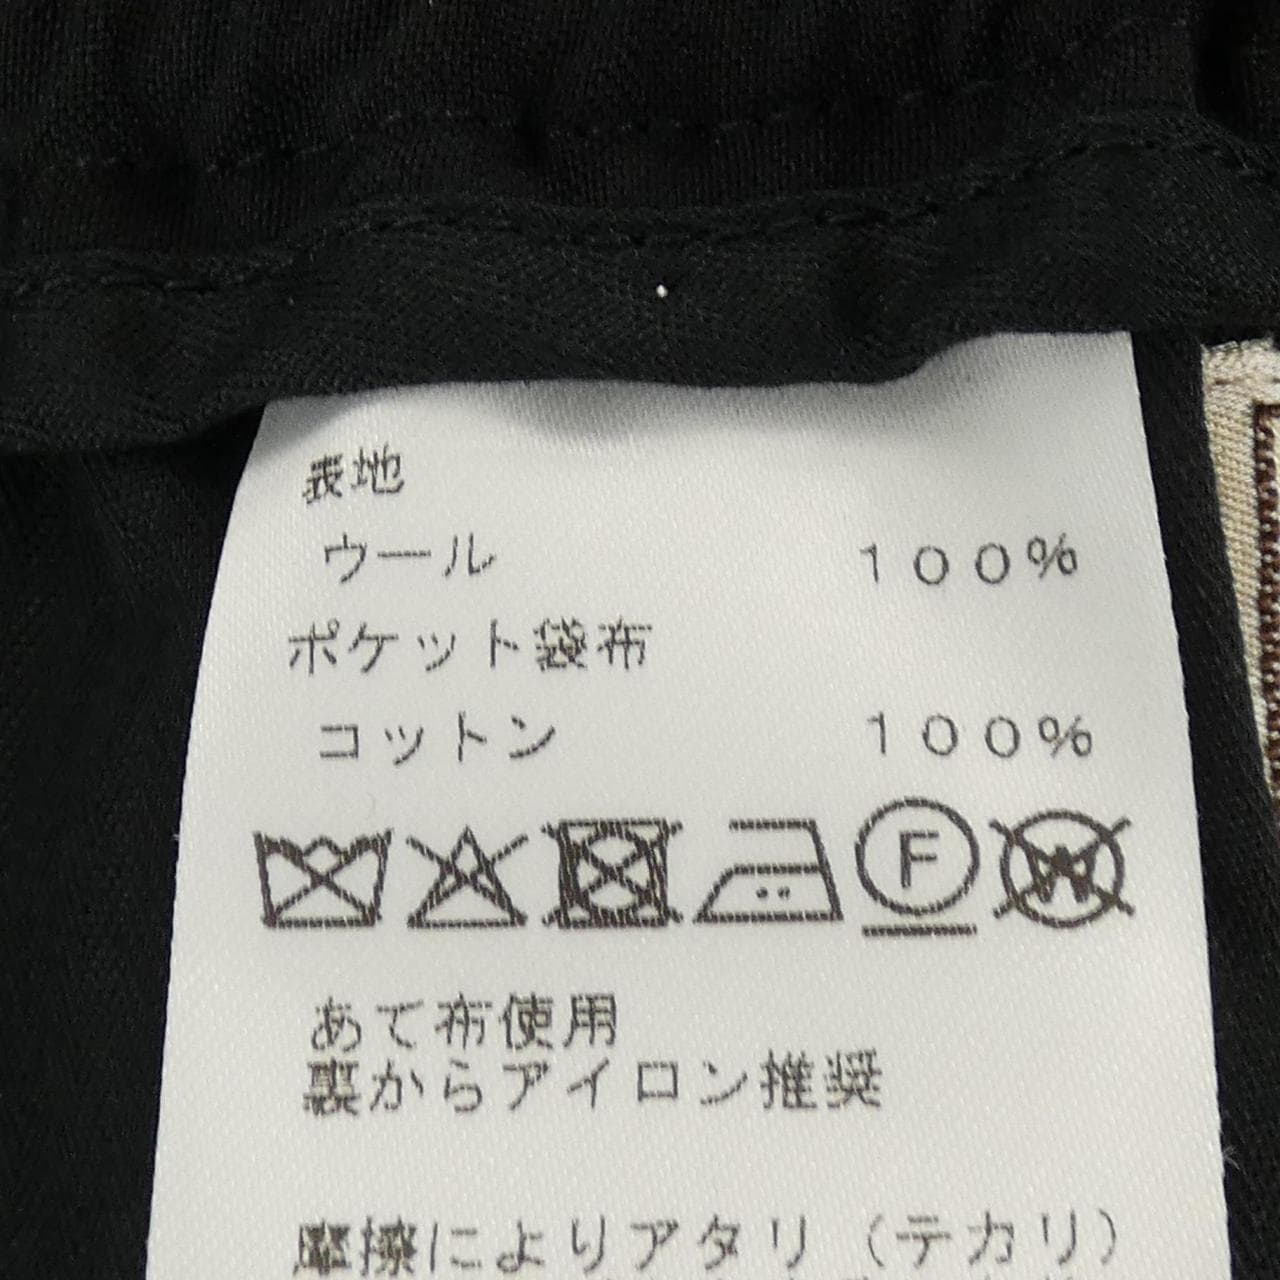 表地
ウール 100%
ポケット袋布
コットン 100%
F W
あて布使用
裏からアイロン推奨
摩擦によりアタリ（テカリ）